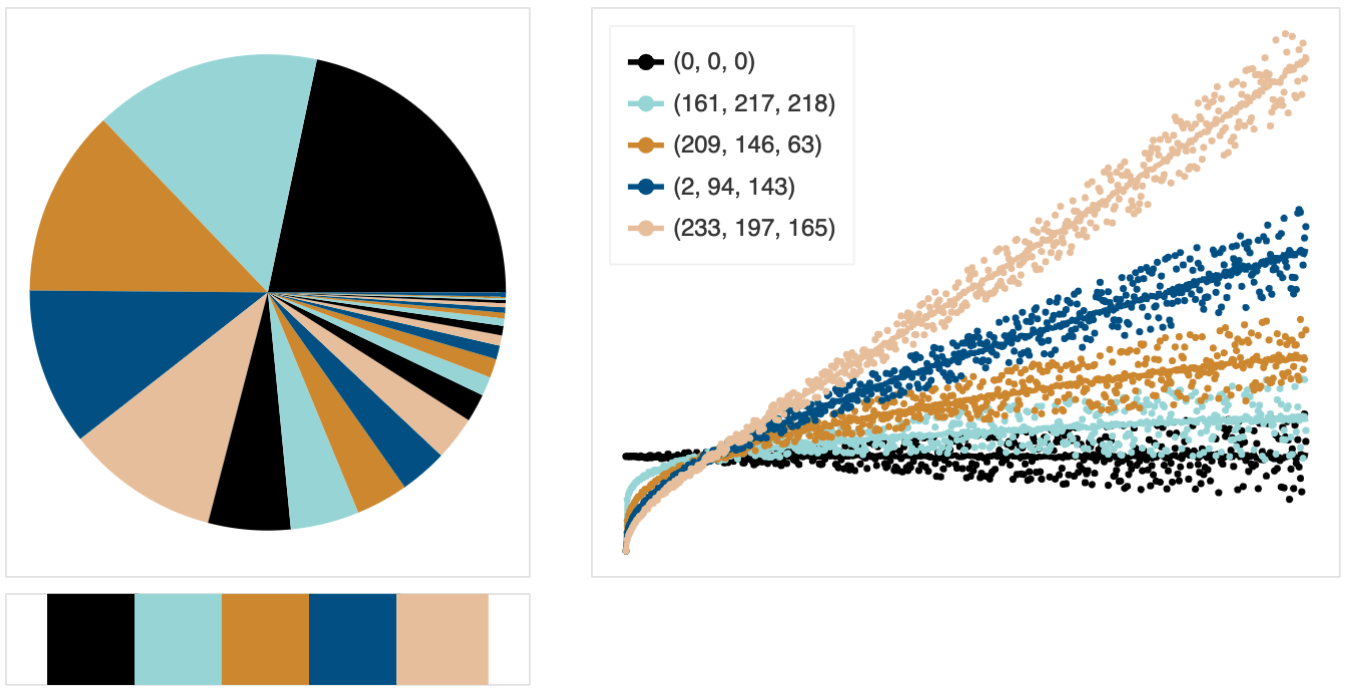 (0, 0, 0)
(161, 217, 218)
(209, 146, 63)
(2, 94, 143)
(233, 197, 165)